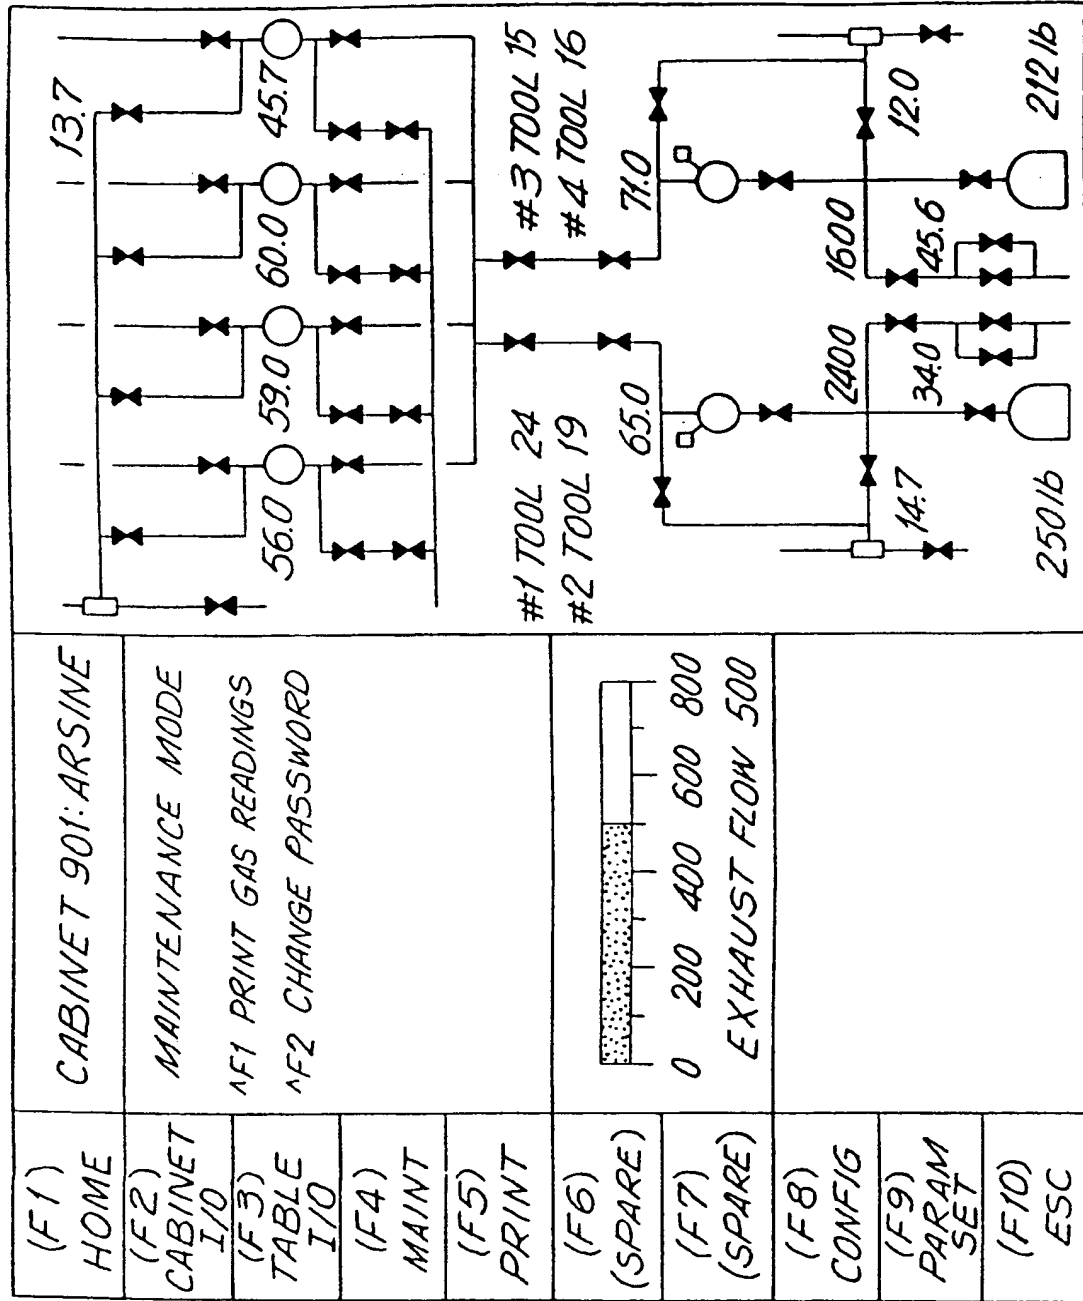 (F1)
HOME
(F2)
CABINET
I/O
(F3)
TABLE
I/O
(F4)
MAINT
(F5)
PRINT
(F6)
(SPARE)
(F7)
(SPARE)
(F8)
CONFIG
(F9)
PARAM
SET
(F10)
ESC
CABINET 901: ARSINE
MAINTENANCE MODE
^F1 PRINT GAS READINGS
^F2 CHANGE PASSWORD
0 200 400 600 800
EXHAUST FLOW 500
13.7
56.0 59.0 60.0 45.7
#1 TOOL 24 #3 TOOL 15
#2 TOOL 19 #4 TOOL 16
65.0 71.0
2400 1600
14.7 34.0 45.6 12.0
250 lb 212 lb